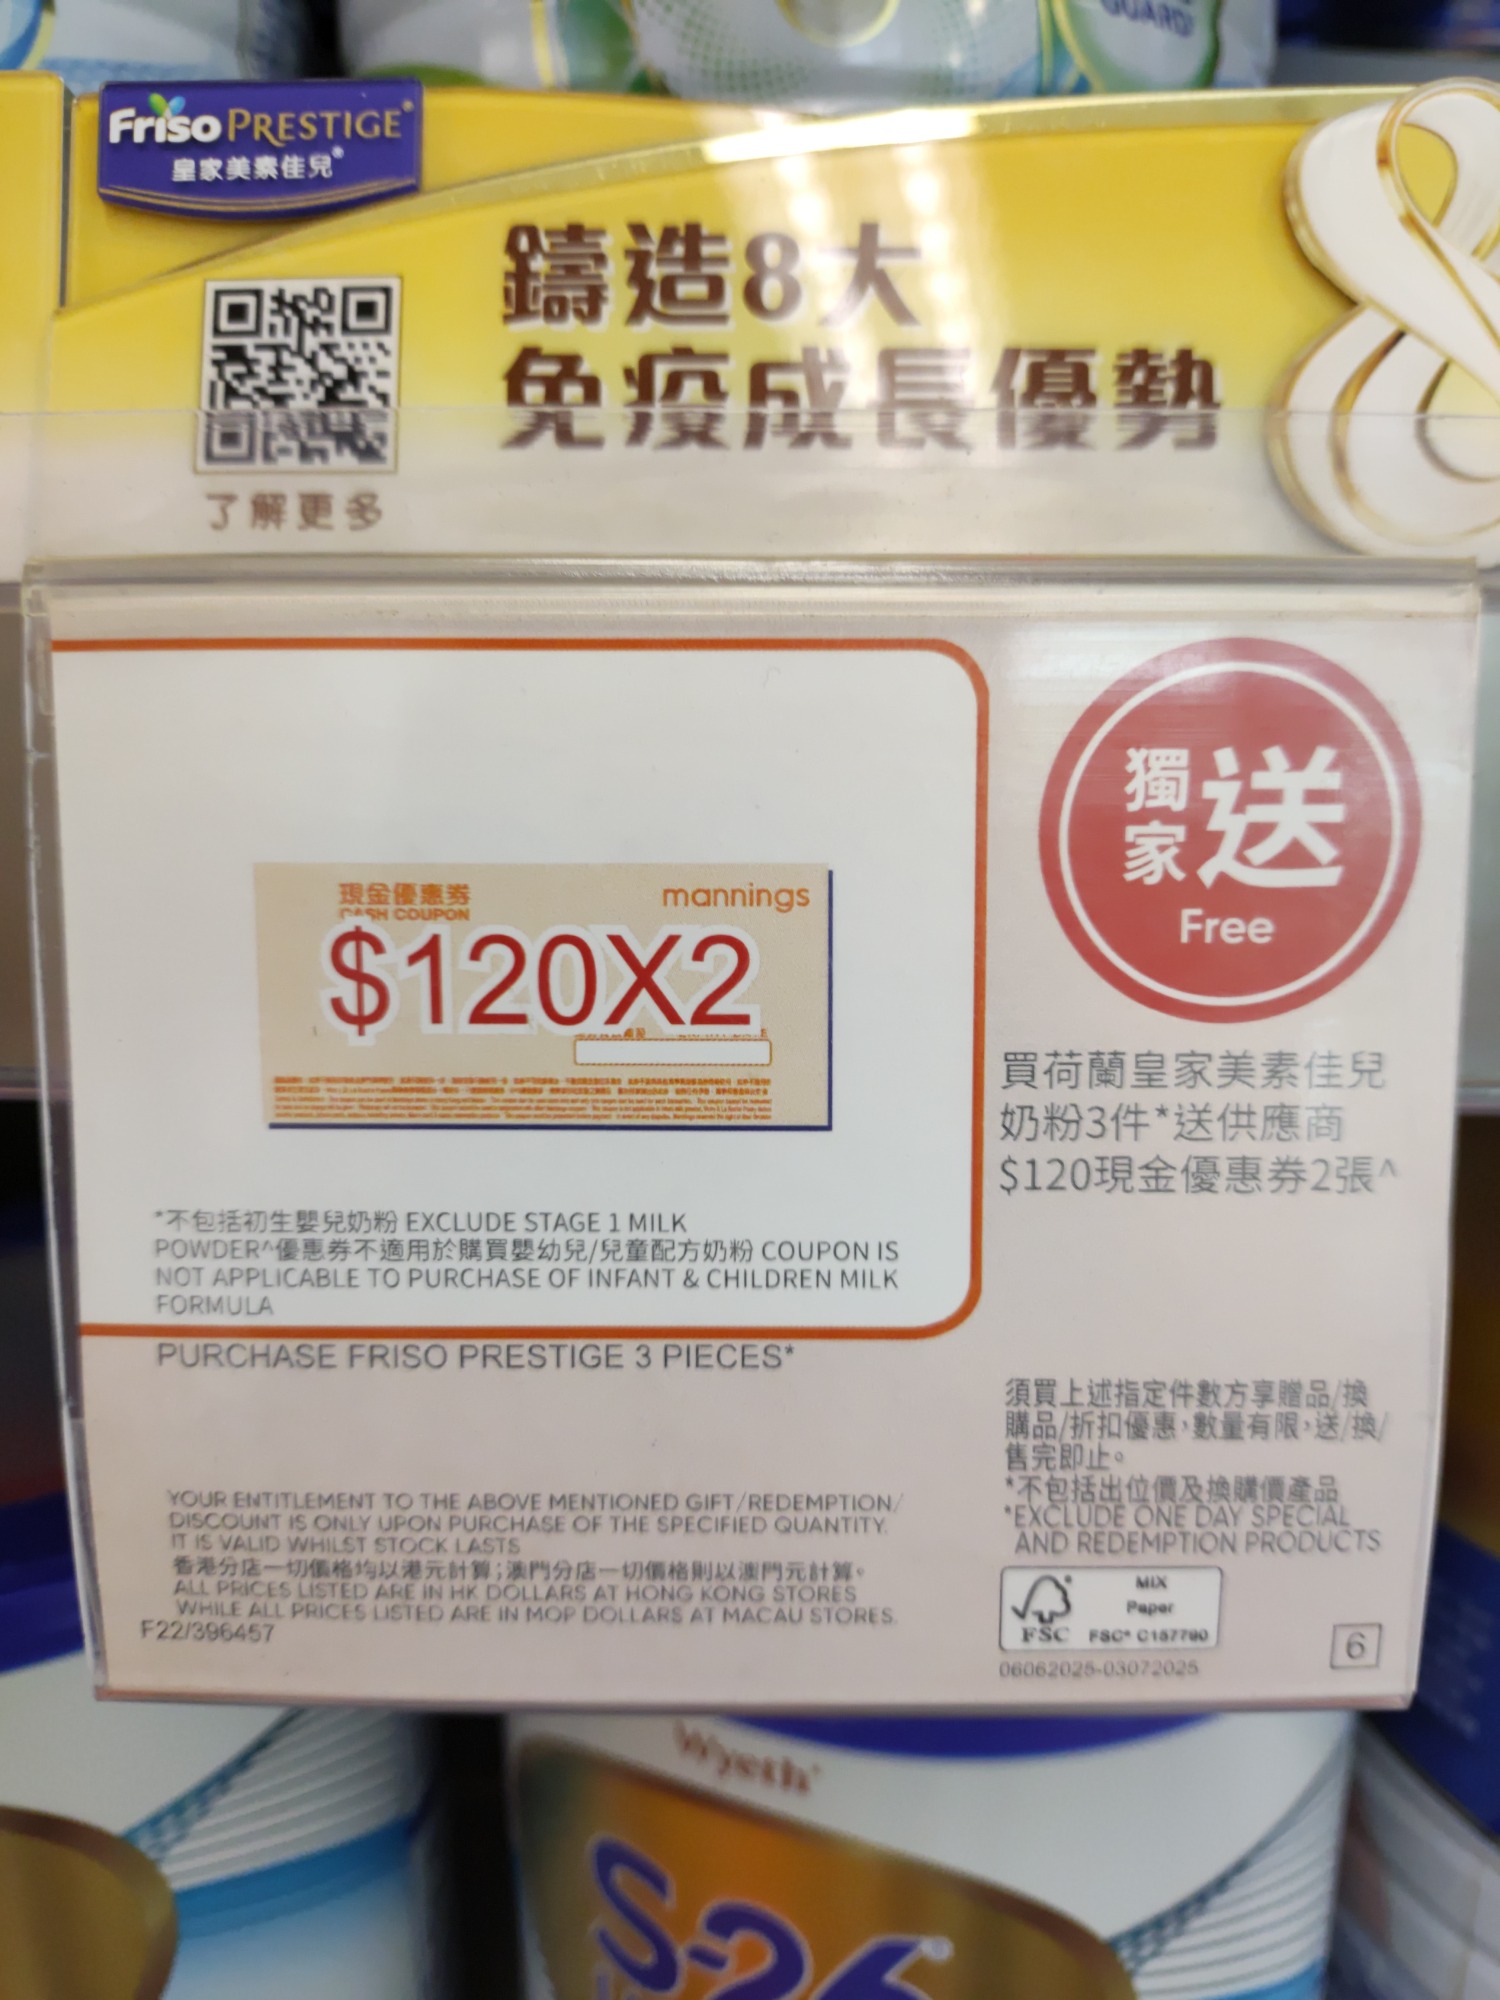 GUARD
Friso PRESTIGE®
皇家美素佳兒®
鑄造8大
免疫成長優勢
了解更多
獨家送
Free
現金優惠券
mannings
CASH COUPON
$120X2
買荷蘭皇家美素佳兒
奶粉3件*送供應商
$120現金優惠券2張^
*不包括初生嬰兒奶粉 EXCLUDE STAGE 1 MILK
POWDER^優惠券不適用於購買嬰幼兒/兒童配方奶粉 COUPON IS
NOT APPLICABLE TO PURCHASE OF INFANT & CHILDREN MILK
FORMULA
PURCHASE FRISO PRESTIGE 3 PIECES*
須買上述指定件數方享贈品/換
購品/折扣優惠,數量有限,送/換/
售完即止。
*不包括出位價及換購價產品
*EXCLUDE ONE DAY SPECIAL
AND REDEMPTION PRODUCTS
YOUR ENTITLEMENT TO THE ABOVE MENTIONED GIFT/REDEMPTION/
DISCOUNT IS ONLY UPON PURCHASE OF THE SPECIFIED QUANTITY.
IT IS VALID WHILST STOCK LASTS
香港分店一切價格均以港元計算;澳門分店一切價格則以澳門元計算。
ALL PRICES LISTED ARE IN HK DOLLARS AT HONG KONG STORES
WHILE ALL PRICES LISTED ARE IN MOP DOLLARS AT MACAU STORES.
F22/396457
MIX
Paper
FSC
FSC® C157790
06062025-03072025
6
Wyeth®
S-26